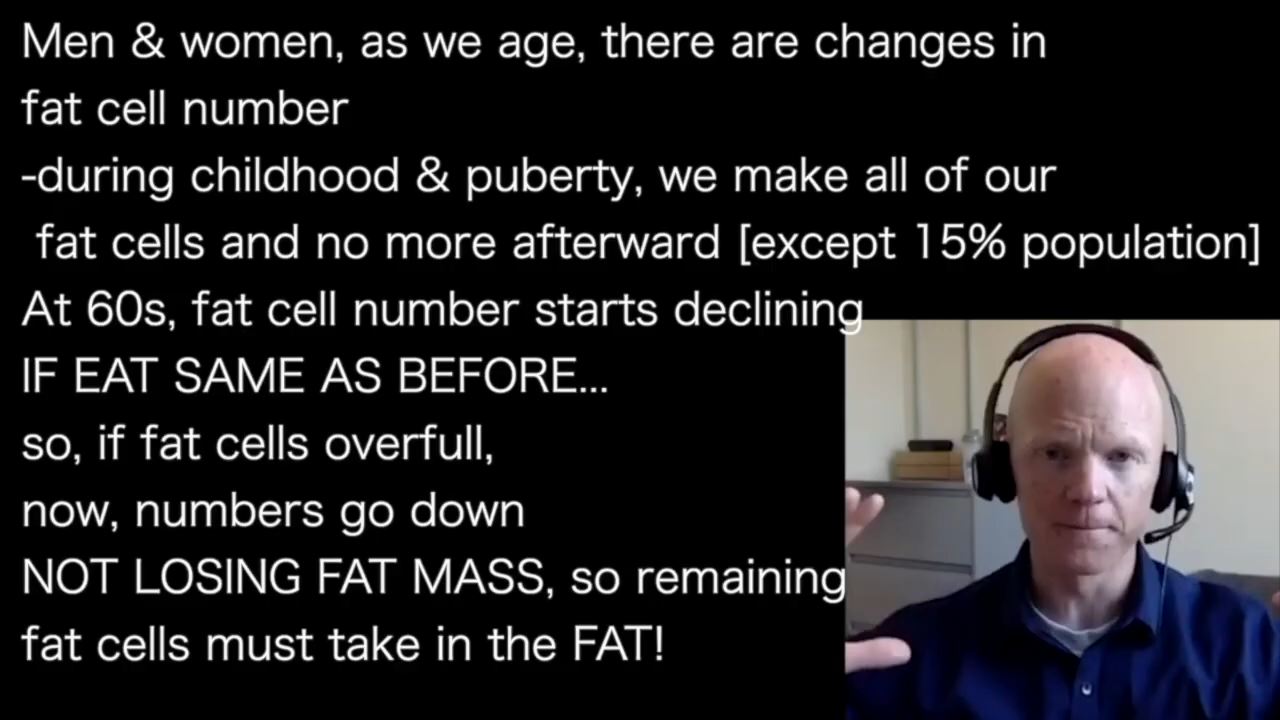 Men & women, as we age, there are changes in
fat cell number
-during childhood & puberty, we make all of our
fat cells and no more afterward [except 15% population]
At 60s, fat cell number starts declining
IF EAT SAME AS BEFORE...
so, if fat cells overfull,
now, numbers go down
NOT LOSING FAT MASS, so remaining
fat cells must take in the FAT!